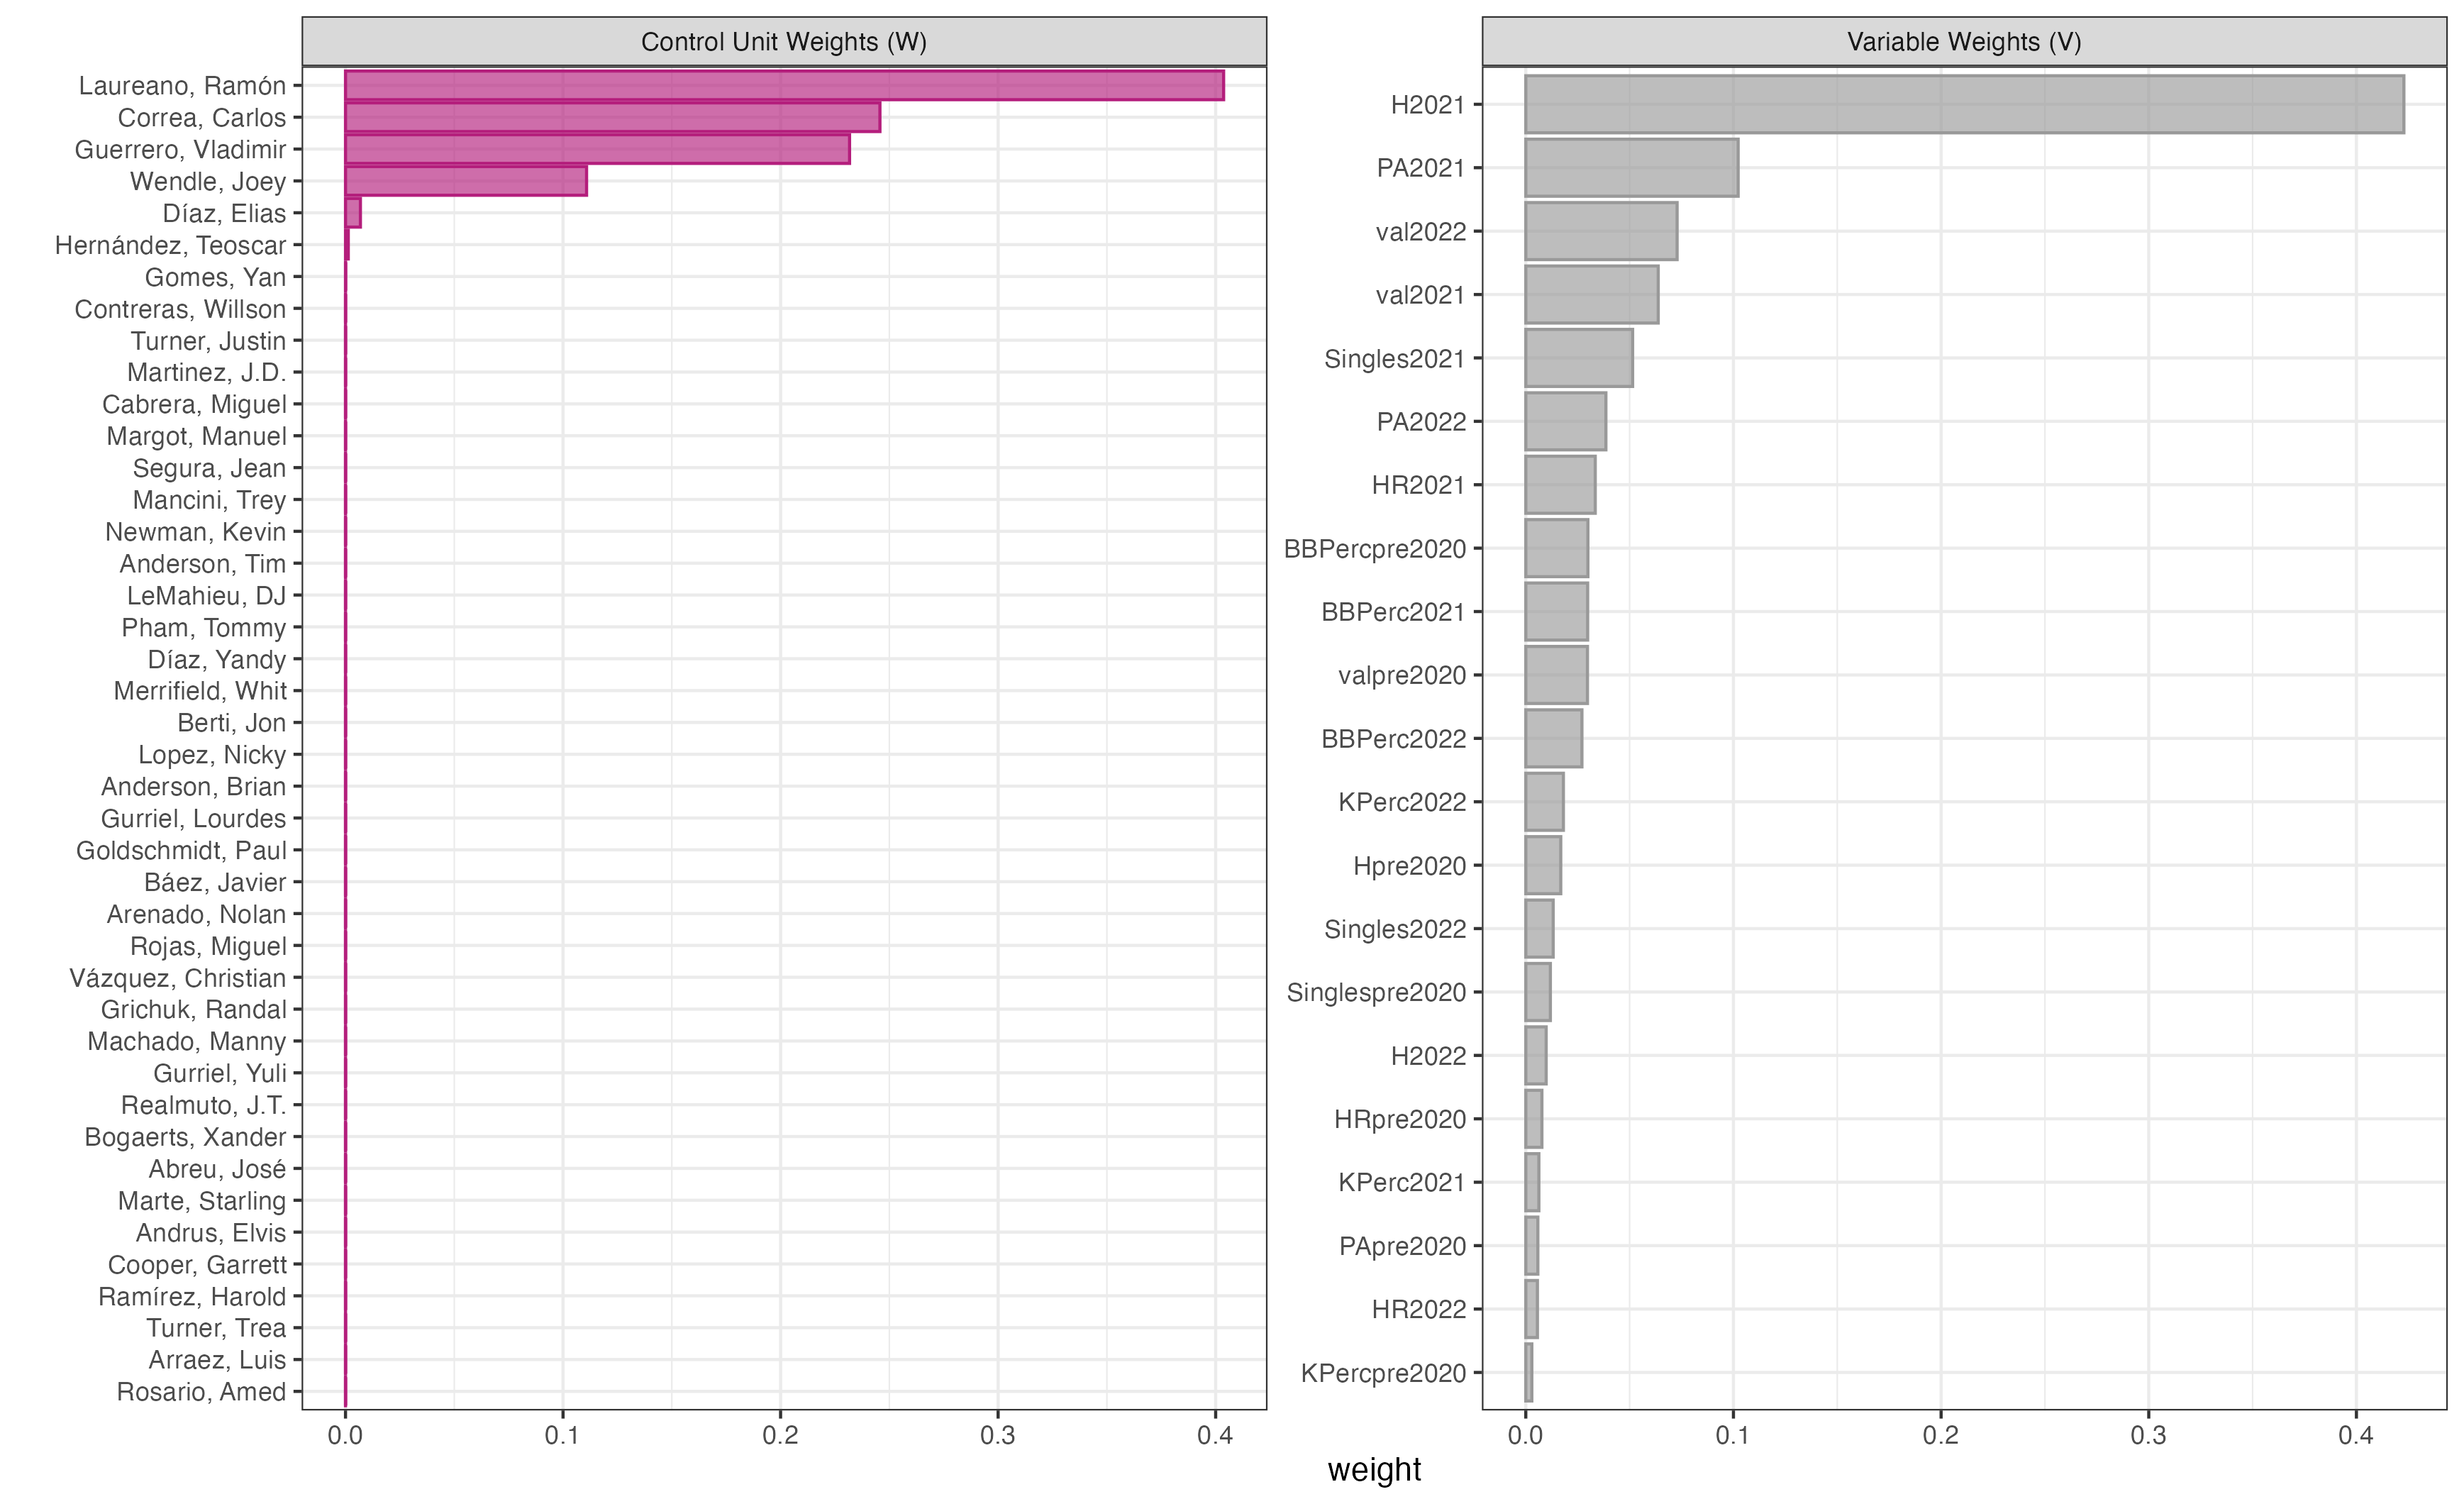 Control Unit Weights (W)
Laureano, Ramón
Correa, Carlos
Guerrero, Vladimir
Wendle, Joey
Díaz, Elias
Hernández, Teoscar
Gomes, Yan
Contreras, Willson
Turner, Justin
Martinez, J.D.
Cabrera, Miguel
Margot, Manuel
Segura, Jean
Mancini, Trey
Newman, Kevin
Anderson, Tim
LeMahieu, DJ
Pham, Tommy
Díaz, Yandy
Merrifield, Whit
Berti, Jon
Lopez, Nicky
Anderson, Brian
Gurriel, Lourdes
Goldschmidt, Paul
Báez, Javier
Arenado, Nolan
Rojas, Miguel
Vázquez, Christian
Grichuk, Randal
Machado, Manny
Gurriel, Yuli
Realmuto, J.T.
Bogaerts, Xander
Abreu, José
Marte, Starling
Andrus, Elvis
Cooper, Garrett
Ramírez, Harold
Turner, Trea
Arraez, Luis
Rosario, Amed
0.0 0.1 0.2 0.3 0.4
Variable Weights (V)
H2021
PA2021
val2022
val2021
Singles2021
PA2022
HR2021
BBPercpre2020
BBPerc2021
valpre2020
BBPerc2022
KPerc2022
Hpre2020
Singles2022
Singlespre2020
H2022
HRpre2020
KPerc2021
PApre2020
HR2022
KPercpre2020
0.0 0.1 0.2 0.3 0.4
weight